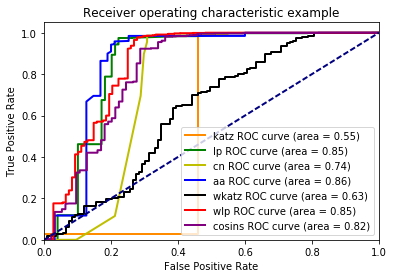 Receiver operating characteristic example
1.0
0.8
0.6
0.4
0.2
0.0
True Positive Rate
katz ROC curve (area = 0.55)
lp ROC curve (area = 0.85)
cn ROC curve (area = 0.74)
aa ROC curve (area = 0.86)
wkatz ROC curve (area = 0.63)
wlp ROC curve (area = 0.85)
cosins ROC curve (area = 0.82)
0.0 0.2 0.4 0.6 0.8 1.0
False Positive Rate